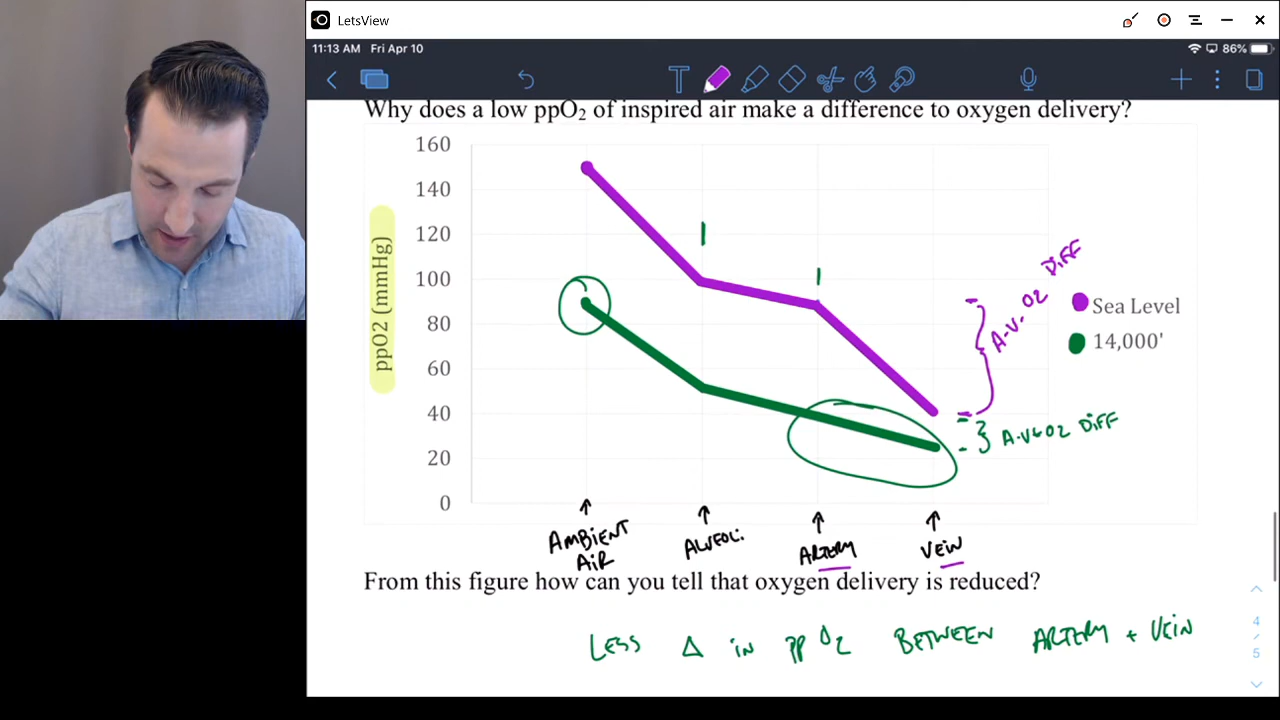 LetsView
11:13 AM Fri Apr 10
86%
T
Why does a low ppO₂ of inspired air make a difference to oxygen delivery?
160
140
120
100
80
60
40
20
0
ppO2 (mmHg)
A-V-O2 DIFF
Sea Level
14,000'
A-V-O2 DIFF
AMBIENT
AIR
ALVEOLI
ARTERY
VEIN
From this figure how can you tell that oxygen delivery is reduced?
LESS Δ in ppO2 BETWEEN ARTERY + VEIN
4
/
5